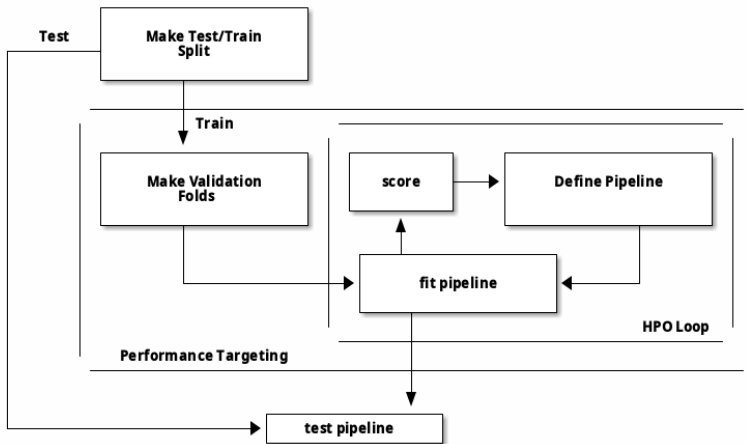 Test
Make Test/Train
Split
Train
Make Validation
Folds
score
Define Pipeline
fit pipeline
HPO Loop
Performance Targeting
test pipeline